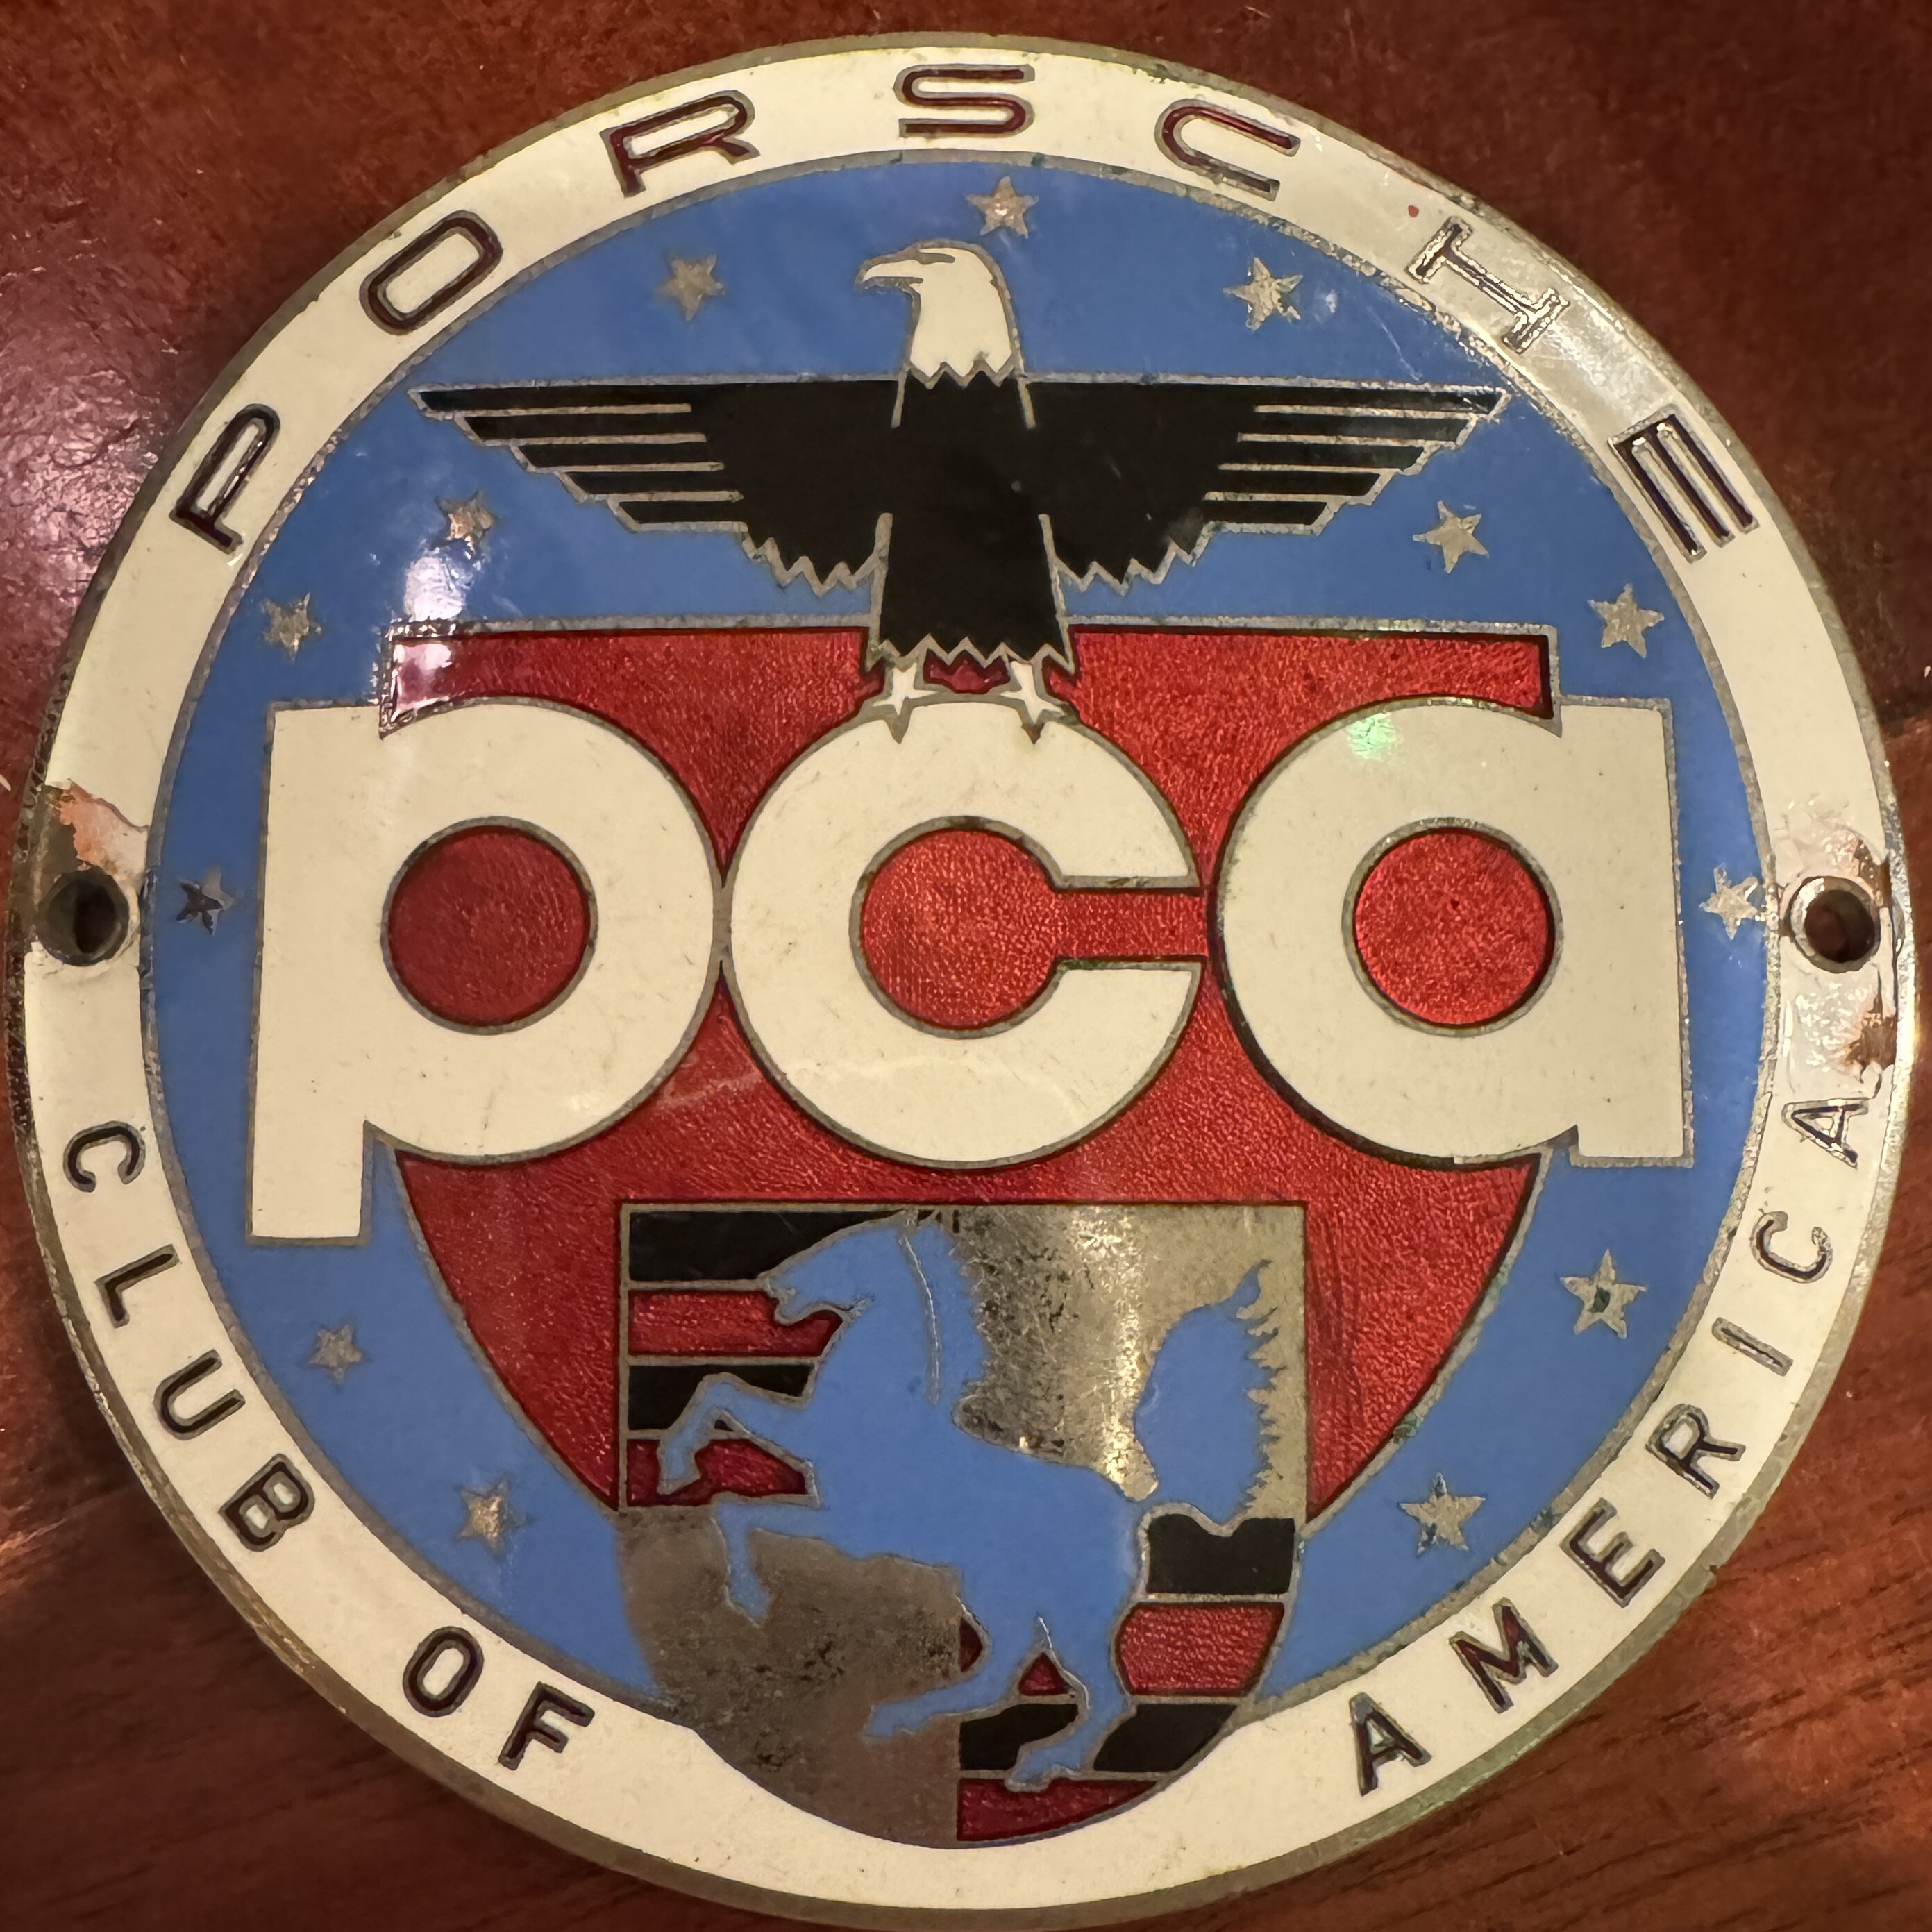 PORSCHE
pca
CLUB OF AMERICA